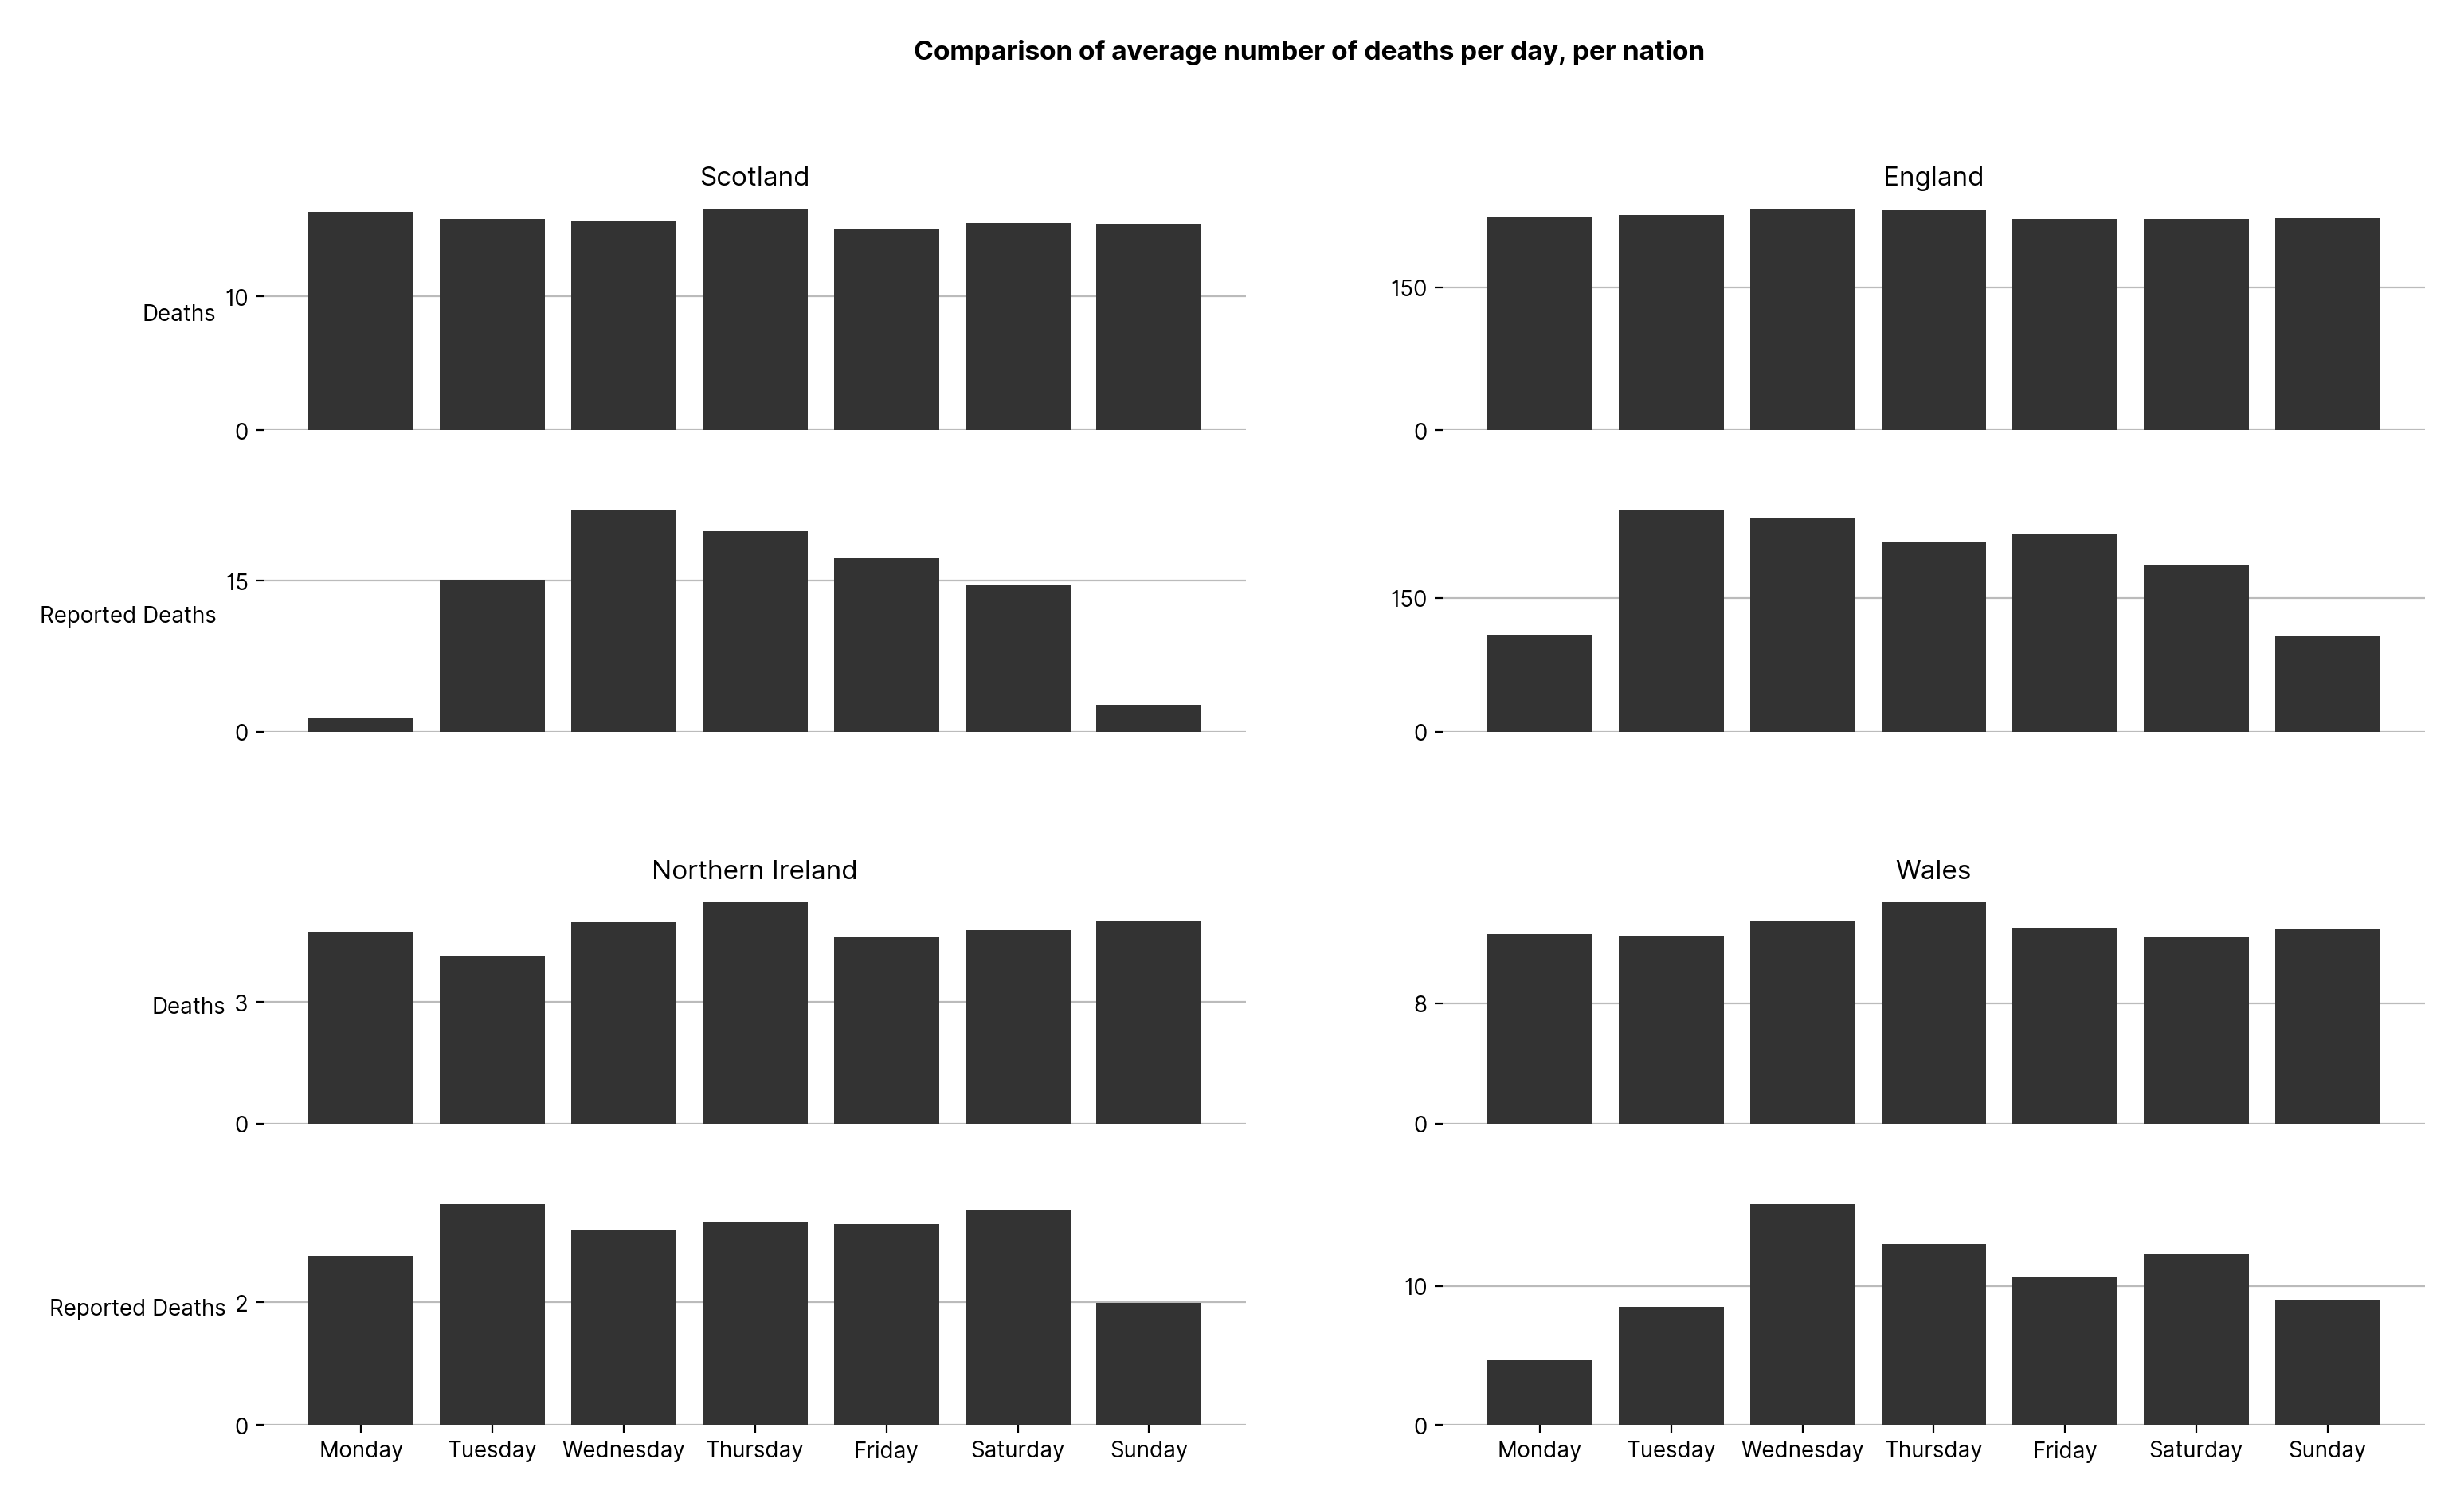 Comparison of average number of deaths per day, per nation
Scotland
England
Deaths
10
0
150
0
Reported Deaths
15
0
150
0
Northern Ireland
Wales
Deaths
3
0
8
0
Reported Deaths
2
0
10
0
Monday Tuesday Wednesday Thursday Friday Saturday Sunday
Monday Tuesday Wednesday Thursday Friday Saturday Sunday